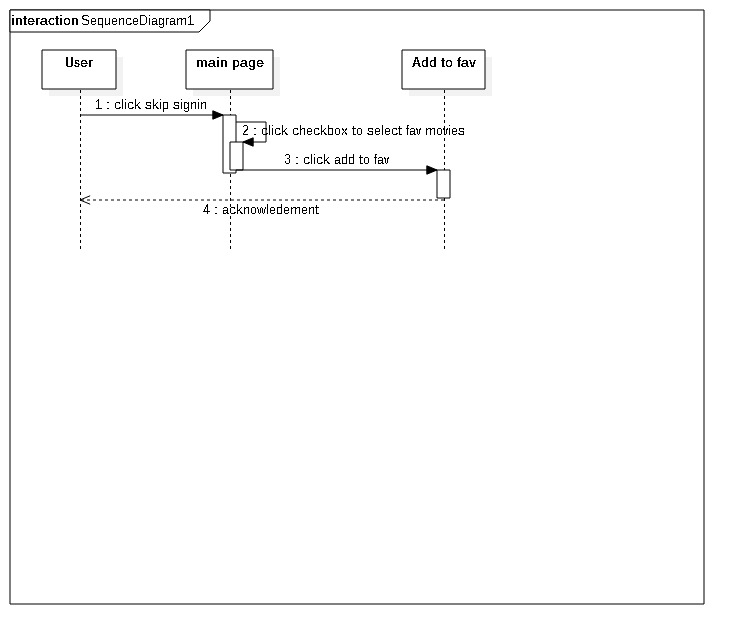 interaction SequenceDiagram1
User
main page
Add to fav
1 : click skip signin
2 : click checkbox to select fav movies
3 : click add to fav
4 : acknowledement